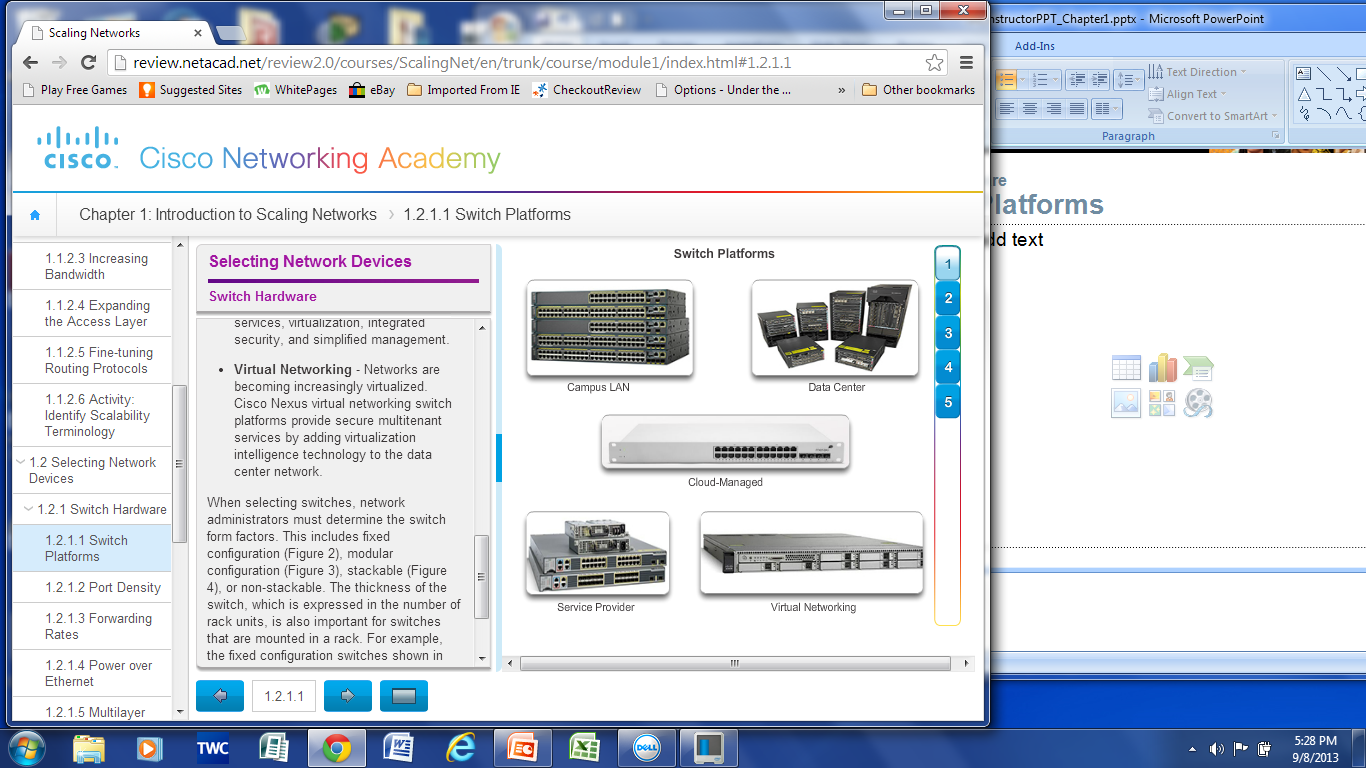 Scaling Networks
review.netacad.net/review2.0/courses/ScalingNet/en/trunk/course/module1/index.html#1.2.1.1
Play Free Games Suggested Sites WhitePages eBay Imported From IE CheckoutReview Options - Under the ... » Other bookmarks
CISCO Cisco Networking Academy
Chapter 1: Introduction to Scaling Networks > 1.2.1.1 Switch Platforms
1.1.2.3 Increasing
Bandwidth
1.1.2.4 Expanding
the Access Layer
1.1.2.5 Fine-tuning
Routing Protocols
1.1.2.6 Activity:
Identify Scalability
Terminology
1.2 Selecting Network
Devices
1.2.1 Switch Hardware
1.2.1.1 Switch
Platforms
1.2.1.2 Port Density
1.2.1.3 Forwarding
Rates
1.2.1.4 Power over
Ethernet
1.2.1.5 Multilayer
Selecting Network Devices
Switch Hardware
services, virtualization, integrated
security, and simplified management.
• Virtual Networking - Networks are
becoming increasingly virtualized.
Cisco Nexus virtual networking switch
platforms provide secure multitenant
services by adding virtualization
intelligence technology to the data
center network.
When selecting switches, network
administrators must determine the switch
form factors. This includes fixed
configuration (Figure 2), modular
configuration (Figure 3), stackable (Figure
4), or non-stackable. The thickness of the
switch, which is expressed in the number of
rack units, is also important for switches
that are mounted in a rack. For example,
the fixed configuration switches shown in
1.2.1.1
Switch Platforms
Campus LAN
Data Center
Cloud-Managed
Service Provider
Virtual Networking
1
2
3
4
5
nstructorPPT_Chapter1.pptx - Microsoft PowerPoint
Add-Ins
Text Direction
Align Text
Convert to SmartArt
Paragraph
re
latforms
dd text
TWC
DELL
5:28 PM
9/8/2013